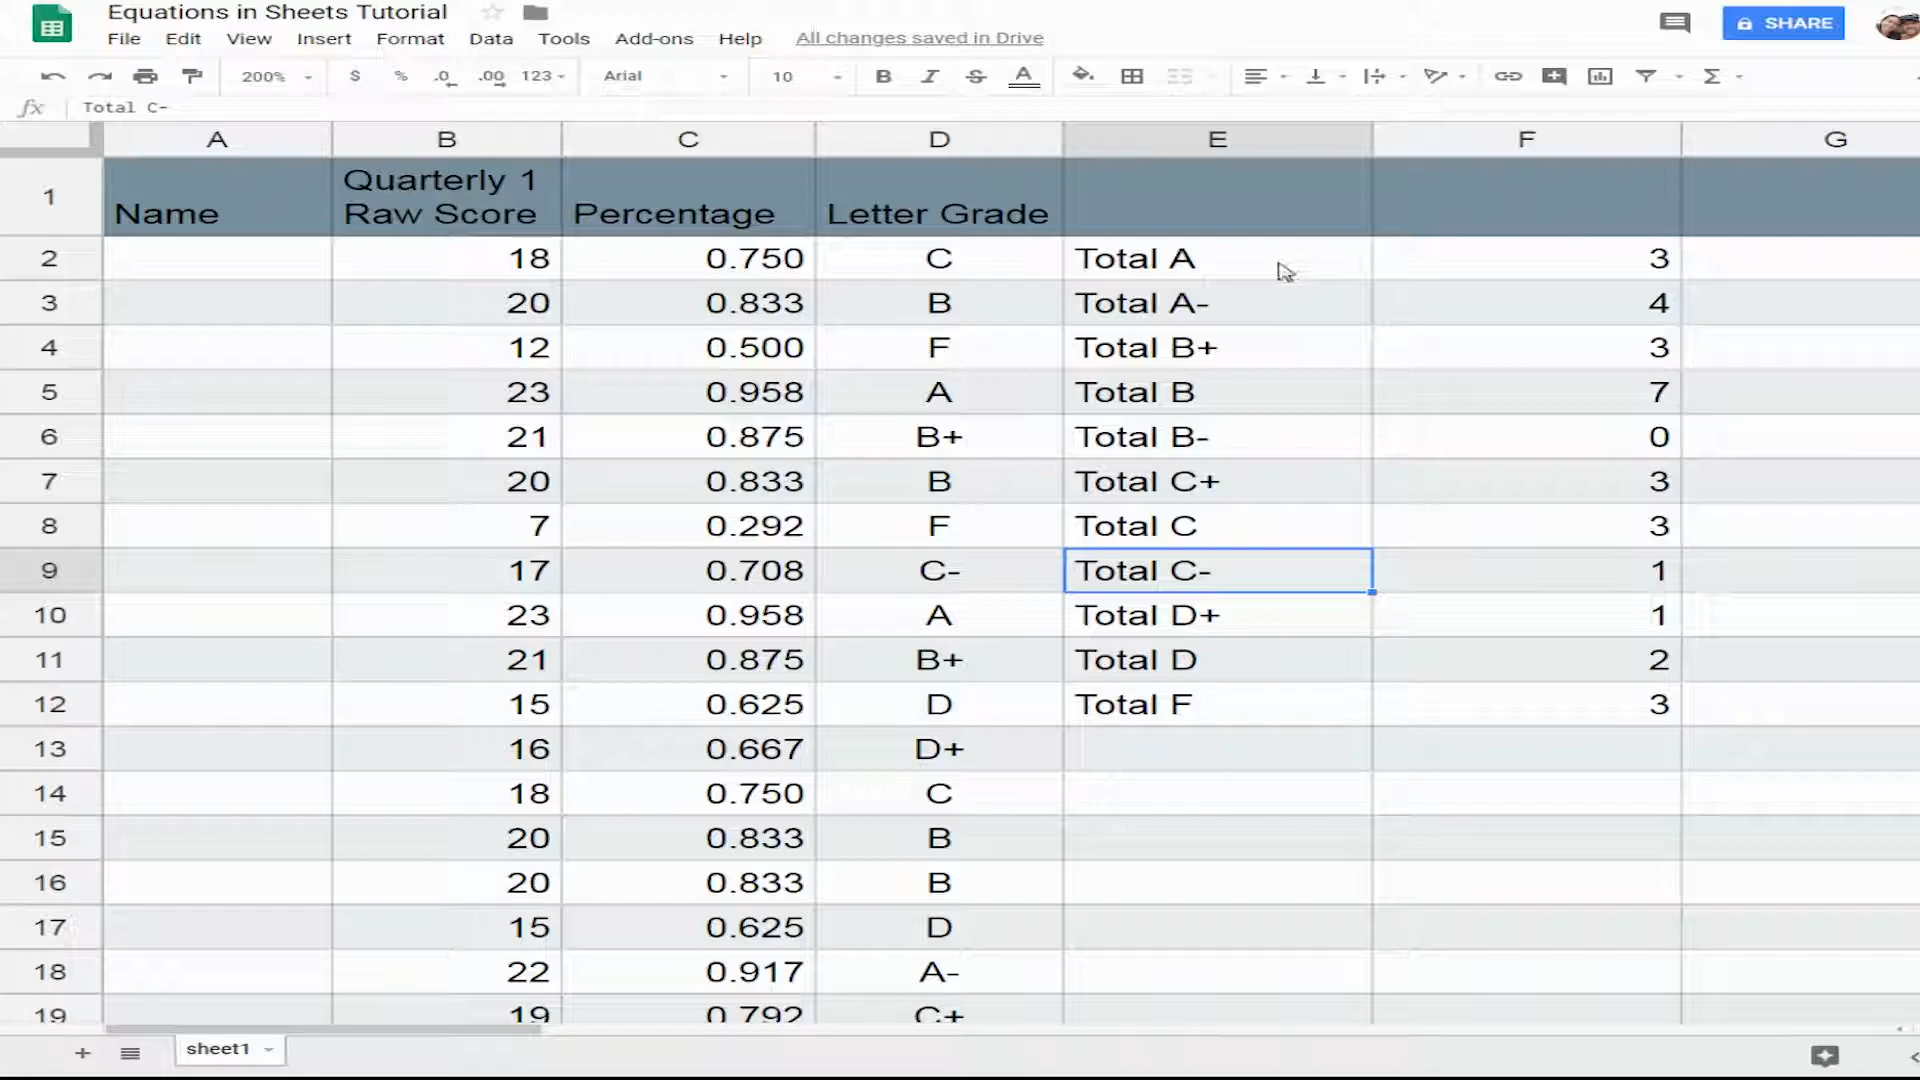 Equations in Sheets Tutorial
File Edit View Insert Format Data Tools Add-ons Help All changes saved in Drive
SHARE
200% $ % .0 .00 123 Arial 10 B I S A Σ
fx Total C-
A B C D E F G
1 Name Quarterly 1 Raw Score Percentage Letter Grade
2 18 0.750 C Total A 3
3 20 0.833 B Total A- 4
4 12 0.500 F Total B+ 3
5 23 0.958 A Total B 7
6 21 0.875 B+ Total B- 0
7 20 0.833 B Total C+ 3
8 7 0.292 F Total C 3
9 17 0.708 C- Total C- 1
10 23 0.958 A Total D+ 1
11 21 0.875 B+ Total D 2
12 15 0.625 D Total F 3
13 16 0.667 D+
14 18 0.750 C
15 20 0.833 B
16 20 0.833 B
17 15 0.625 D
18 22 0.917 A-
19 19 0.792 C+
sheet1